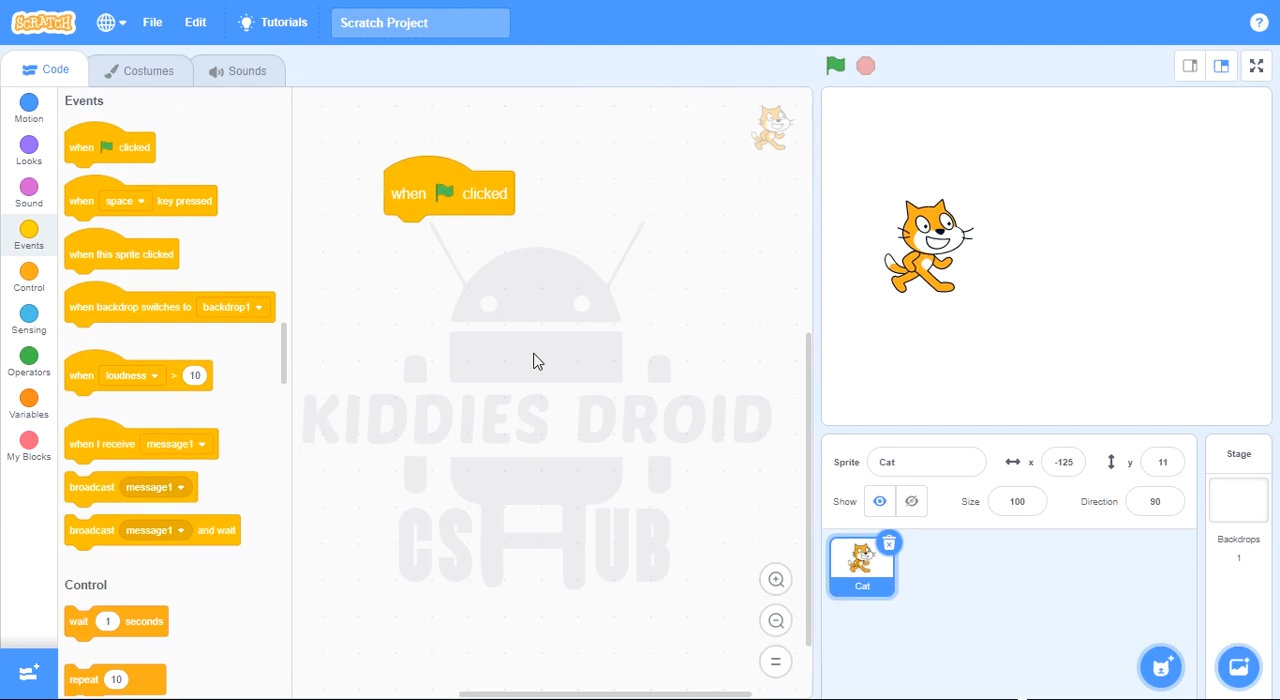 SCRATCH File Edit Tutorials Scratch Project ?
Code Costumes Sounds
Motion
Looks
Sound
Events
Control
Sensing
Operators
Variables
My Blocks
Events
when clicked
when space key pressed
when this sprite clicked
when backdrop switches to backdrop1
when loudness > 10
when I receive message1
broadcast message1
broadcast message1 and wait
Control
wait 1 seconds
repeat 10
when clicked
KIDDIES DROID
CSHUB
Sprite Cat x -125 y 11
Show Size 100 Direction 90
Cat
Stage
Backdrops
1